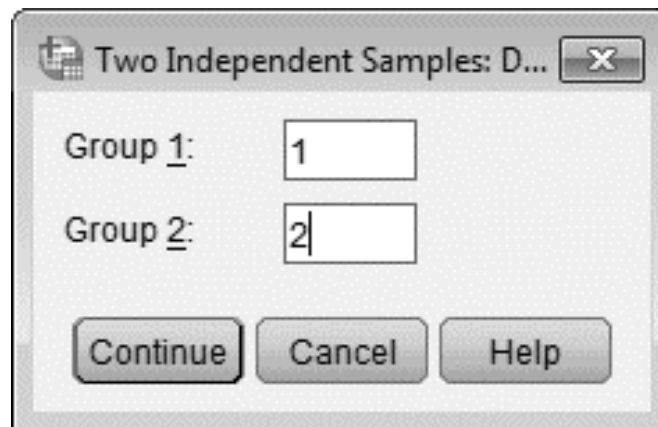 Two Independent Samples: D...
Group 1: 1
Group 2: 2
Continue Cancel Help